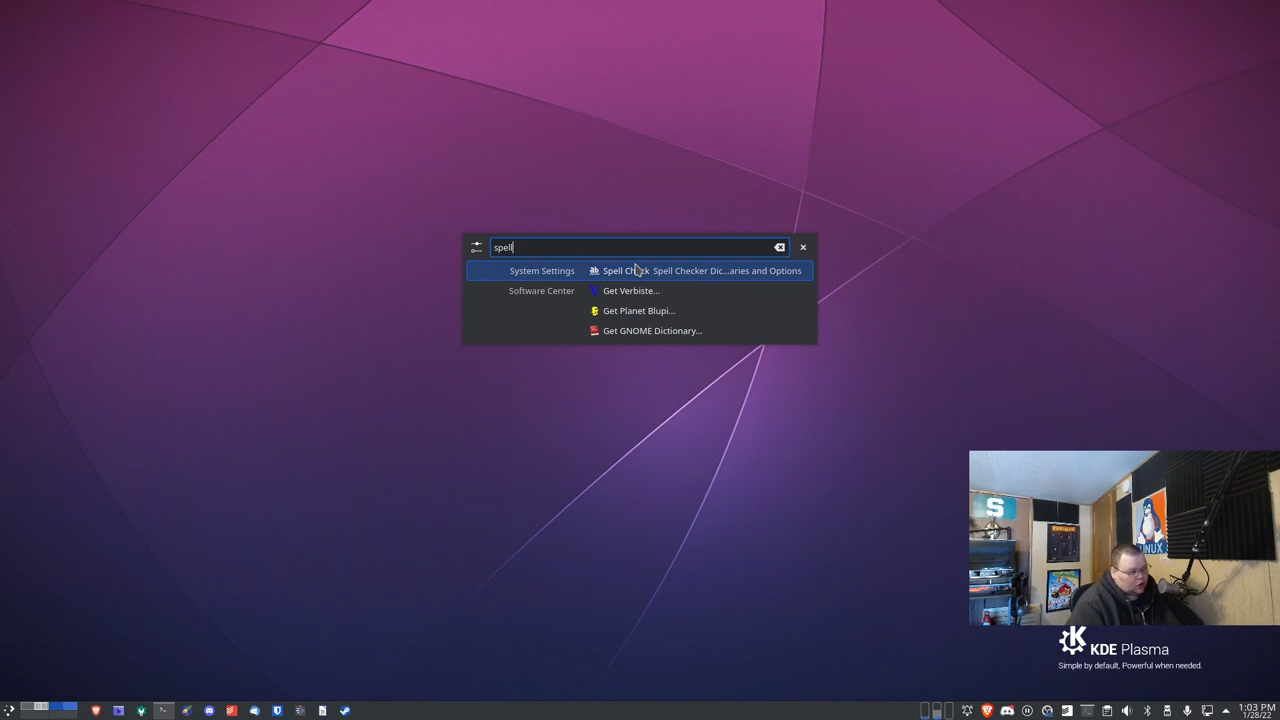 spell
System Settings Spell Check Spell Checker Dic...aries and Options
Software Center Get Verbiste...
Get Planet Blupi...
Get GNOME Dictionary...
S
LINUX
KDE Plasma
Simple by default, Powerful when needed.
1:03 PM
1/28/22